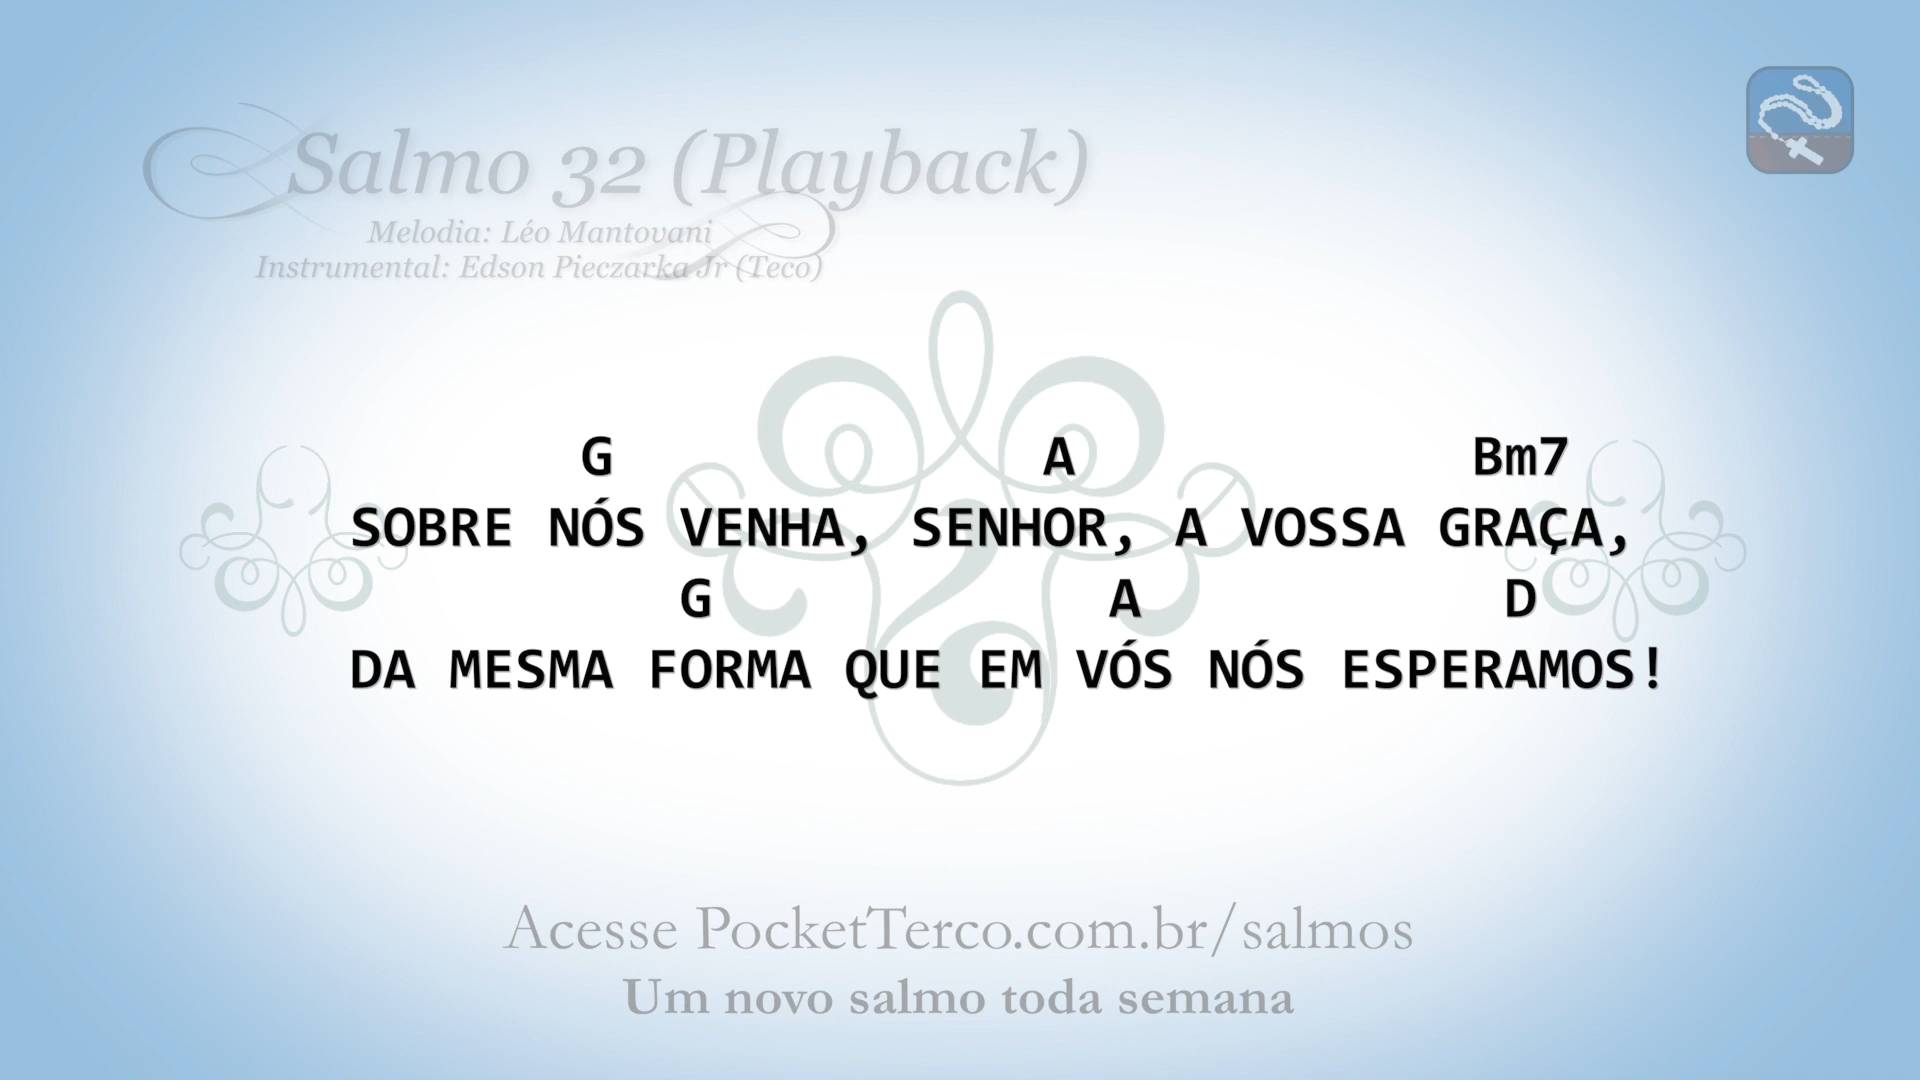 Salmo 32 (Playback)
Melodia: Léo Mantovani
Instrumental: Edson Pieczarka Jr (Teco)
G A Bm7
SOBRE NÓS VENHA, SENHOR, A VOSSA GRAÇA,
G A D
DA MESMA FORMA QUE EM VÓS NÓS ESPERAMOS!
Acesse PocketTerco.com.br/salmos
Um novo salmo toda semana